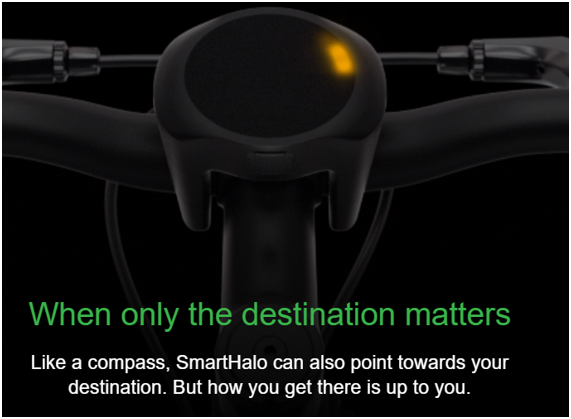 When only the destination matters
Like a compass, SmartHalo can also point towards your
destination. But how you get there is up to you.